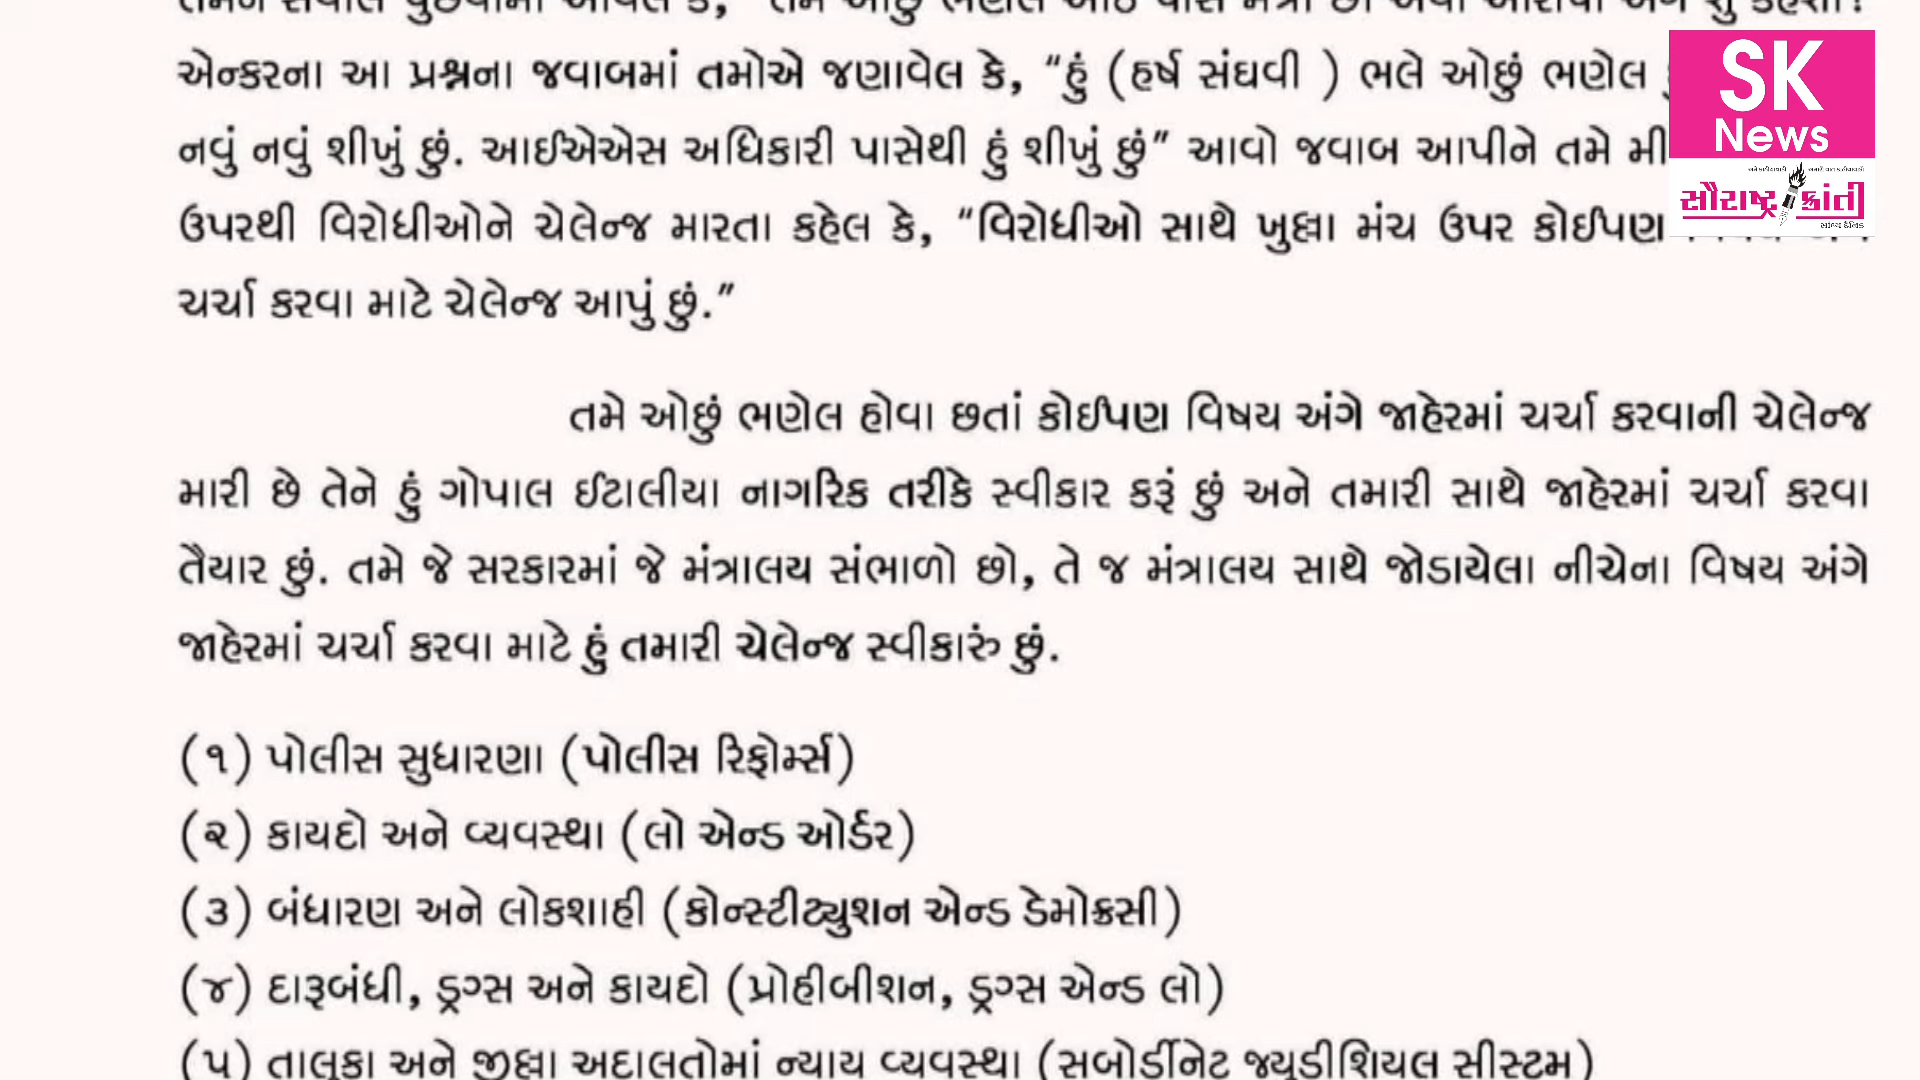 એન્કરના આ પ્રશ્નના જવાબમાં તમોએ જણાવેલ કે, “હું (હર્ષ સંઘવી ) ભલે ઓછું ભણેલ
નવું નવું શીખું છું. આઈએએસ અધિકારી પાસેથી હું શીખું છું” આવો જવાબ આપીને તમે
ઉપરથી વિરોધીઓને ચેલેન્જ મારતા કહેલ કે, “વિરોધીઓ સાથે ખુલ્લા મંચ ઉપર કોઈપણ
ચર્ચા કરવા માટે ચેલેન્જ આપું છું.”
તમે ઓછું ભણેલ હોવા છતાં કોઈપણ વિષય અંગે જાહેરમાં ચર્ચા કરવાની ચેલેન્જ
મારી છે તેને હું ગોપાલ ઈટાલીયા નાગરિક તરીકે સ્વીકાર કરૂં છું અને તમારી સાથે જાહેરમાં ચર્ચા કરવા
તૈયાર છું. તમે જે સરકારમાં જે મંત્રાલય સંભાળો છો, તે જ મંત્રાલય સાથે જોડાયેલા નીચેના વિષય અંગે
જાહેરમાં ચર્ચા કરવા માટે હું તમારી ચેલેન્જ સ્વીકારું છું.
(૧) પોલીસ સુધારણા (પોલીસ રિફોર્મ્સ)
(૨) કાયદો અને વ્યવસ્થા (લો એન્ડ ઓર્ડર)
(૩) બંધારણ અને લોકશાહી (કોન્સ્ટીટ્યુશન એન્ડ ડેમોક્રસી)
(૪) દારૂબંધી, ડ્રગ્સ અને કાયદો (પ્રોહીબીશન, ડ્રગ્સ એન્ડ લો)
(૫) તાલુકા અને જીલ્લા અદાલતોમાં ન્યાય વ્યવસ્થા (સબોર્ડીનેટ જ્યુડીશિયલ સીસ્ટમ)
SK
News
સૌરાષ્ટ્ર ક્રાંતી